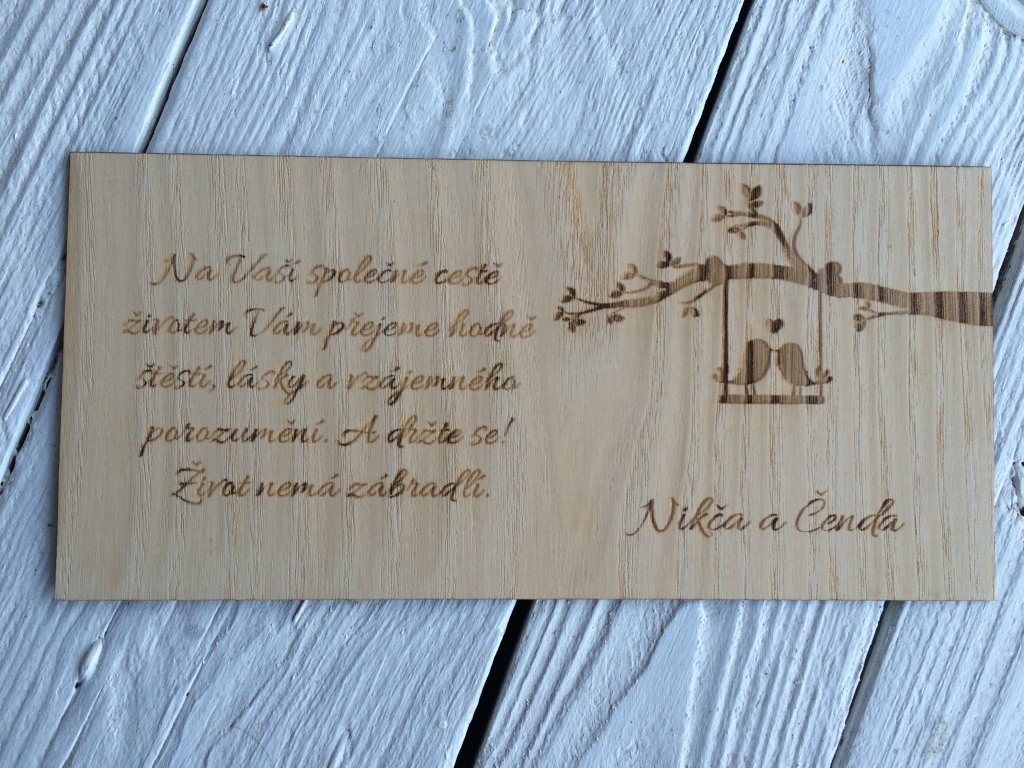 Na Vaší společné cestě
životem Vám přejeme hodně
štěstí, lásky a vzájemného
porozumění. A držte se!
Život nemá zábradlí.
Nikča a Čenda